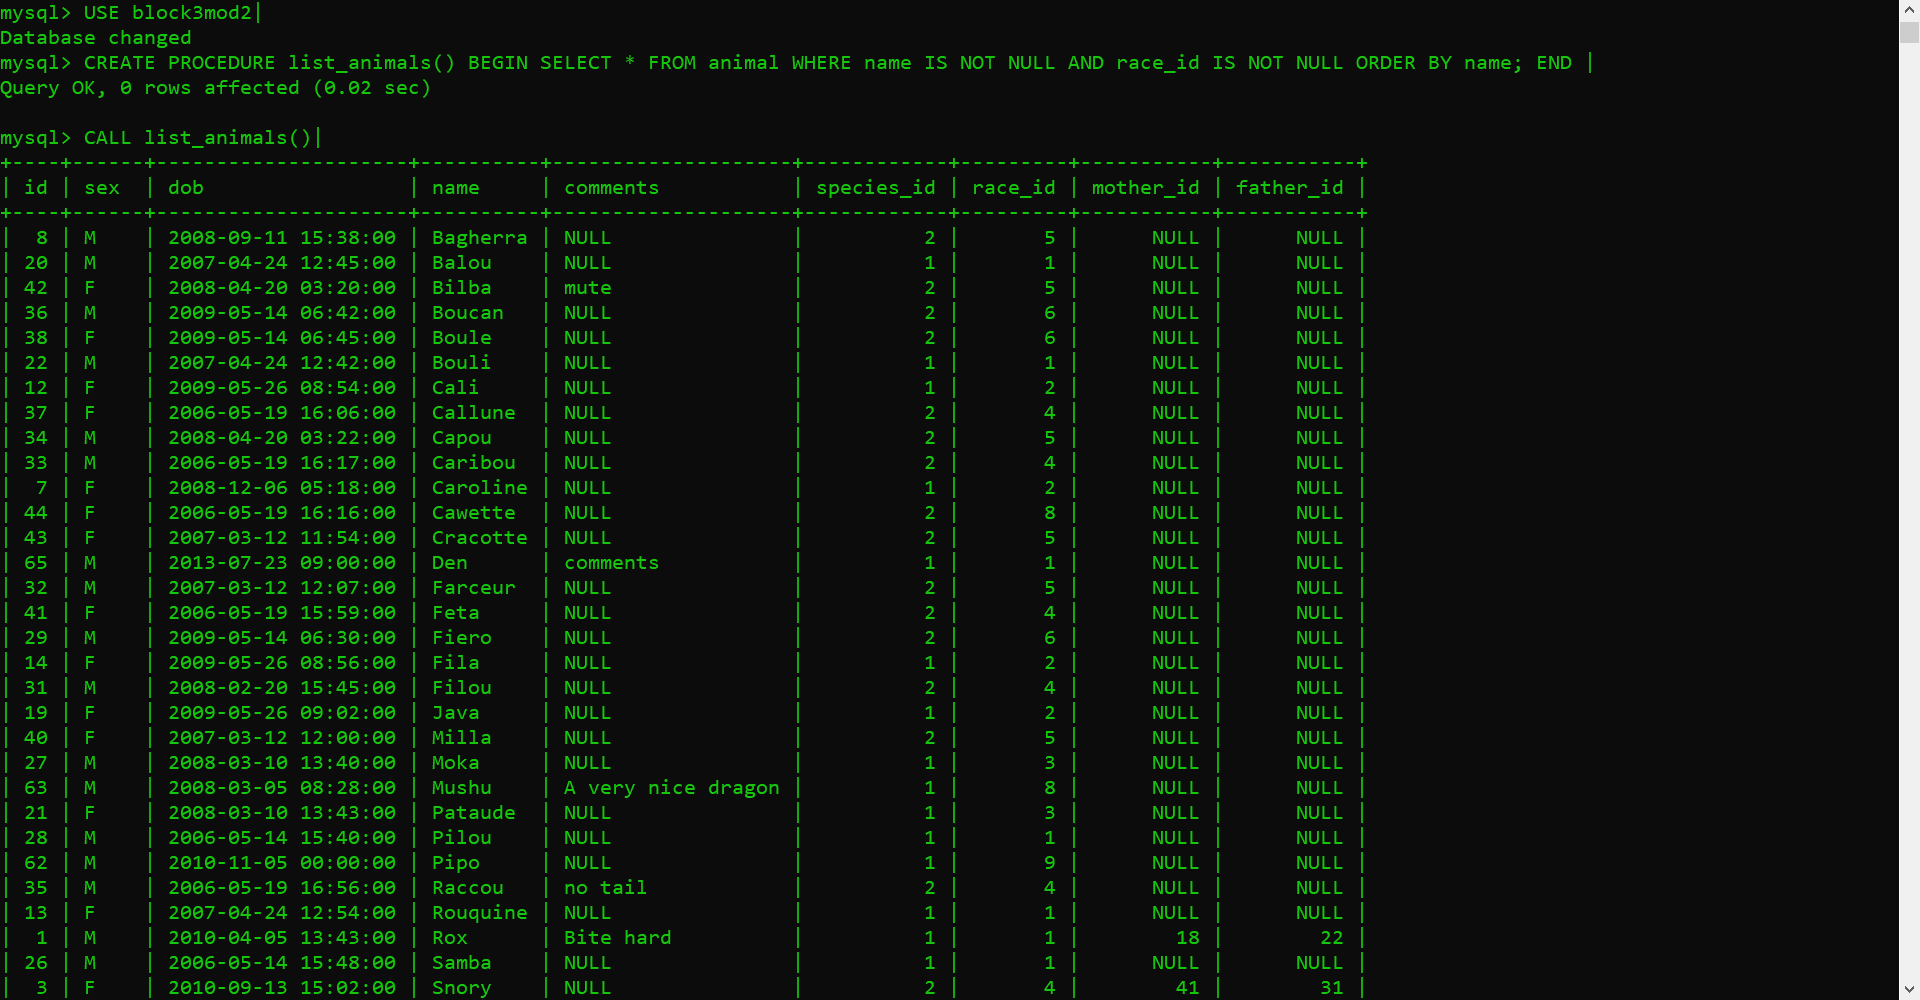 mysql> USE block3mod2|
Database changed
mysql> CREATE PROCEDURE list_animals() BEGIN SELECT * FROM animal WHERE name IS NOT NULL AND race_id IS NOT NULL ORDER BY name; END |
Query OK, 0 rows affected (0.02 sec)

mysql> CALL list_animals()|
+----+------+---------------------+----------+--------------------+------------+---------+-----------+-----------+
| id | sex  | dob                 | name     | comments           | species_id | race_id | mother_id | father_id |
+----+------+---------------------+----------+--------------------+------------+---------+-----------+-----------+
|  8 | M    | 2008-09-11 15:38:00 | Bagherra | NULL               |          2 |       5 |      NULL |      NULL |
| 20 | M    | 2007-04-24 12:45:00 | Balou    | NULL               |          1 |       1 |      NULL |      NULL |
| 42 | F    | 2008-04-20 03:20:00 | Bilba    | mute               |          2 |       5 |      NULL |      NULL |
| 36 | M    | 2009-05-14 06:42:00 | Boucan   | NULL               |          2 |       6 |      NULL |      NULL |
| 38 | F    | 2009-05-14 06:45:00 | Boule    | NULL               |          2 |       6 |      NULL |      NULL |
| 22 | M    | 2007-04-24 12:42:00 | Bouli    | NULL               |          1 |       1 |      NULL |      NULL |
| 12 | F    | 2009-05-26 08:54:00 | Cali     | NULL               |          1 |       2 |      NULL |      NULL |
| 37 | F    | 2006-05-19 16:06:00 | Callune  | NULL               |          2 |       4 |      NULL |      NULL |
| 34 | M    | 2008-04-20 03:22:00 | Capou    | NULL               |          2 |       5 |      NULL |      NULL |
| 33 | M    | 2006-05-19 16:17:00 | Caribou  | NULL               |          2 |       4 |      NULL |      NULL |
|  7 | F    | 2008-12-06 05:18:00 | Caroline | NULL               |          1 |       2 |      NULL |      NULL |
| 44 | F    | 2006-05-19 16:16:00 | Cawette  | NULL               |          2 |       8 |      NULL |      NULL |
| 43 | F    | 2007-03-12 11:54:00 | Cracotte | NULL               |          2 |       5 |      NULL |      NULL |
| 65 | M    | 2013-07-23 09:00:00 | Den      | comments           |          1 |       1 |      NULL |      NULL |
| 32 | M    | 2007-03-12 12:07:00 | Farceur  | NULL               |          2 |       5 |      NULL |      NULL |
| 41 | F    | 2006-05-19 15:59:00 | Feta     | NULL               |          2 |       4 |      NULL |      NULL |
| 29 | M    | 2009-05-14 06:30:00 | Fiero    | NULL               |          2 |       6 |      NULL |      NULL |
| 14 | F    | 2009-05-26 08:56:00 | Fila     | NULL               |          1 |       2 |      NULL |      NULL |
| 31 | M    | 2008-02-20 15:45:00 | Filou    | NULL               |          2 |       4 |      NULL |      NULL |
| 19 | F    | 2009-05-26 09:02:00 | Java     | NULL               |          1 |       2 |      NULL |      NULL |
| 40 | F    | 2007-03-12 12:00:00 | Milla    | NULL               |          2 |       5 |      NULL |      NULL |
| 27 | M    | 2008-03-10 13:40:00 | Moka     | NULL               |          1 |       3 |      NULL |      NULL |
| 63 | M    | 2008-03-05 08:28:00 | Mushu    | A very nice dragon |          1 |       8 |      NULL |      NULL |
| 21 | F    | 2008-03-10 13:43:00 | Pataude  | NULL               |          1 |       3 |      NULL |      NULL |
| 28 | M    | 2006-05-14 15:40:00 | Pilou    | NULL               |          1 |       1 |      NULL |      NULL |
| 62 | M    | 2010-11-05 00:00:00 | Pipo     | NULL               |          1 |       9 |      NULL |      NULL |
| 35 | M    | 2006-05-19 16:56:00 | Raccou   | no tail            |          2 |       4 |      NULL |      NULL |
| 13 | F    | 2007-04-24 12:54:00 | Rouquine | NULL               |          1 |       1 |      NULL |      NULL |
|  1 | M    | 2010-04-05 13:43:00 | Rox      | Bite hard          |          1 |       1 |        18 |        22 |
| 26 | M    | 2006-05-14 15:48:00 | Samba    | NULL               |          1 |       1 |      NULL |      NULL |
|  3 | F    | 2010-09-13 15:02:00 | Snory    | NULL               |          2 |       4 |        41 |        31 |